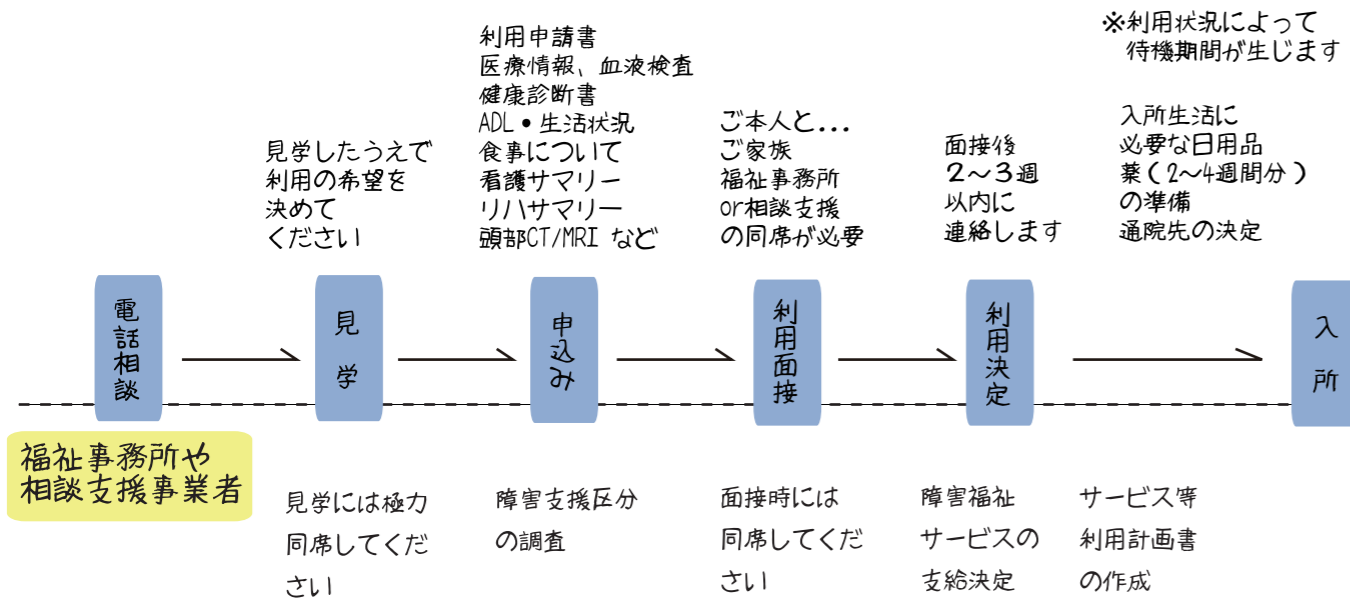 ※利用状況によって
待機期間が生じます
利用申請書
医療情報、血液検査
健康診断書
ADL・生活状況
食事について
看護サマリー
リハサマリー
頭部CT/MRI など
見学したうえで
利用の希望を
決めて
ください
ご本人と...
ご家族
福祉事務所
or相談支援
の同席が必要
面接後
2～3週
以内に
連絡します
入所生活に
必要な日用品
薬(2~4週間分)
の準備
通院先の決定
電話相談
見学
申込み
利用面接
利用決定
入所
福祉事務所や
相談支援事業者
見学には極力
同席してくだ
さい
障害支援区分
の調査
面接時には
同席してくだ
さい
障害福祉
サービスの
支給決定
サービス等
利用計画書
の作成